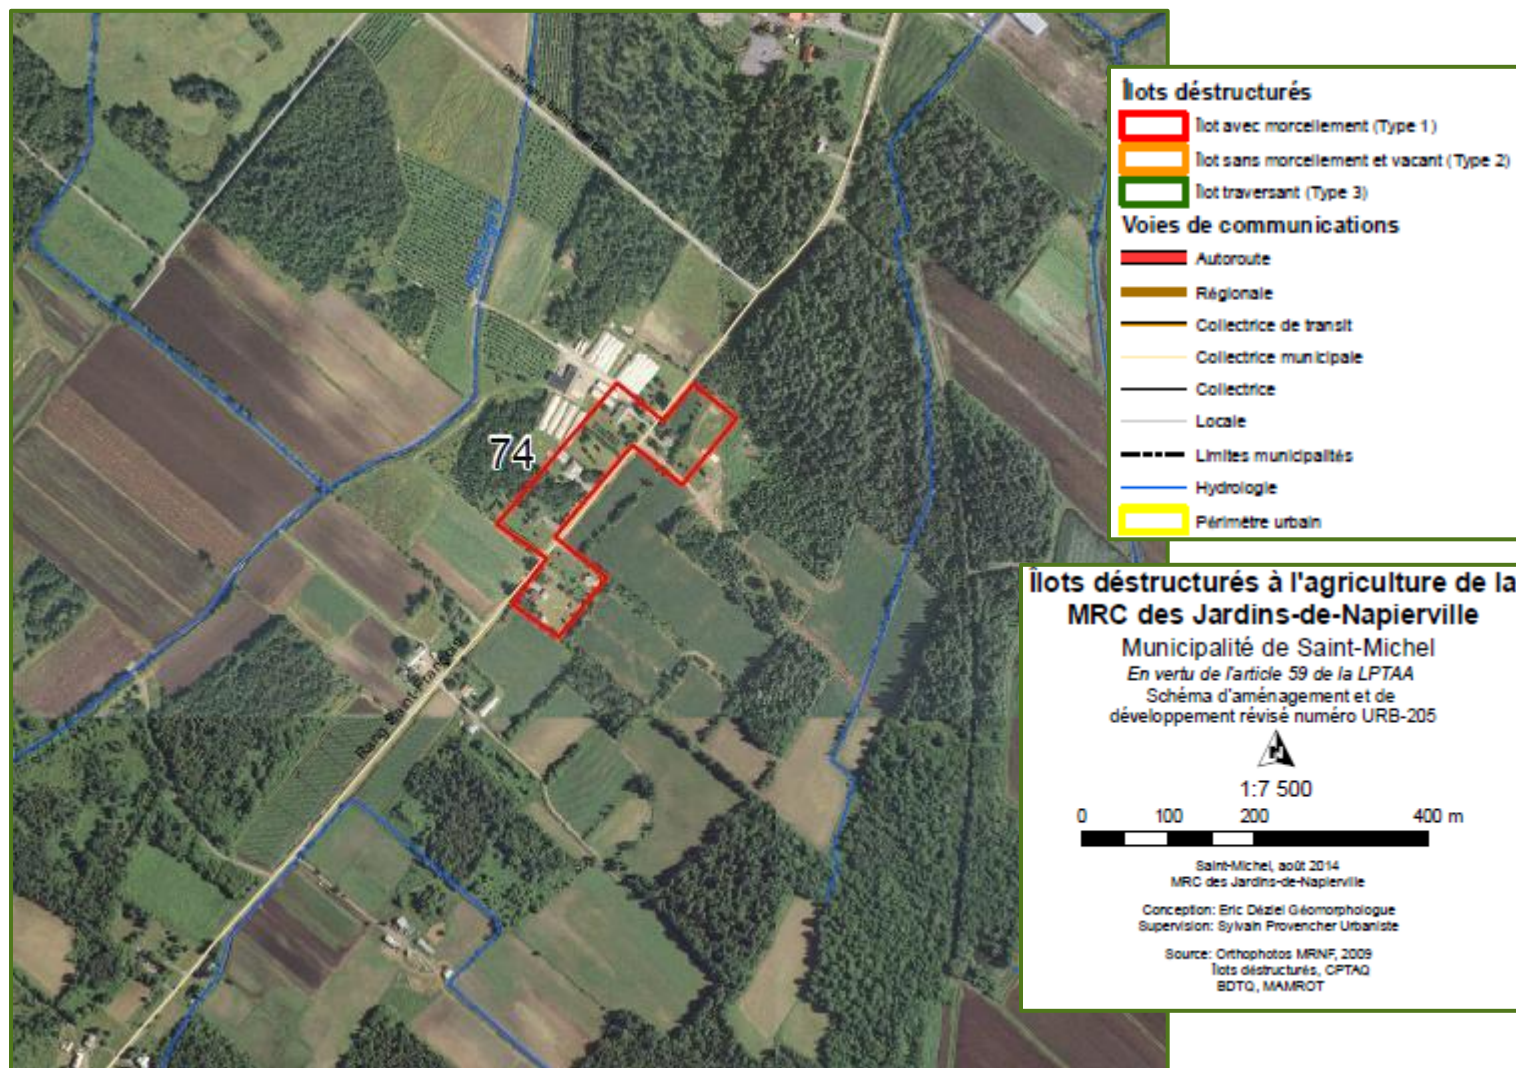 74
Rang Saint-François
Îlots déstructurés
Îlot avec morcellement (Type 1)
Îlot sans morcellement et vacant (Type 2)
Îlot traversant (Type 3)
Voies de communications
Autoroute
Régionale
Collectrice de transit
Collectrice municipale
Collectrice
Locale
Limites municipalités
Hydrologie
Périmètre urbain
Îlots déstructurés à l'agriculture de la
MRC des Jardins-de-Napierville
Municipalité de Saint-Michel
En vertu de l'article 59 de la LPTAA
Schéma d'aménagement et de
développement révisé numéro URB-205
1:7 500
0 100 200 400 m
Saint-Michel, août 2014
MRC des Jardins-de-Napierville
Conception: Eric Déziel Géomorphologue
Supervision: Sylvain Provencher Urbaniste
Source: Orthophotos MRNF, 2009
Îlots déstructurés, CPTAQ
BDTQ, MAMROT